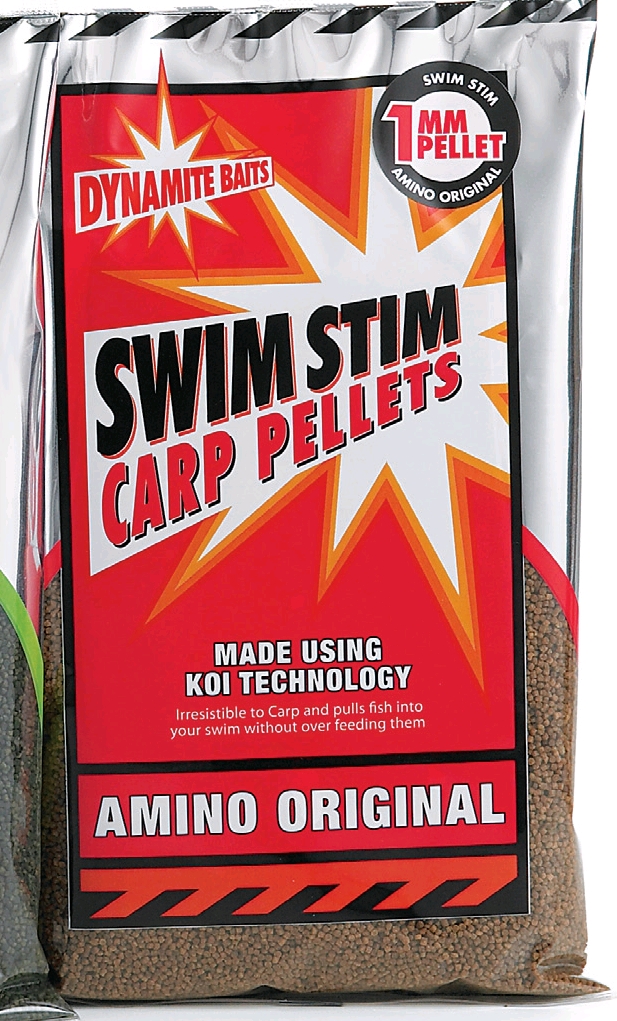 SWIM STIM
1MM
PELLET
AMINO ORIGINAL
DYNAMITE BAITS
SWIM STIM
CARP PELLETS
MADE USING
KOI TECHNOLOGY
Irresistible to Carp and pulls fish into
your swim without over feeding them
AMINO ORIGINAL